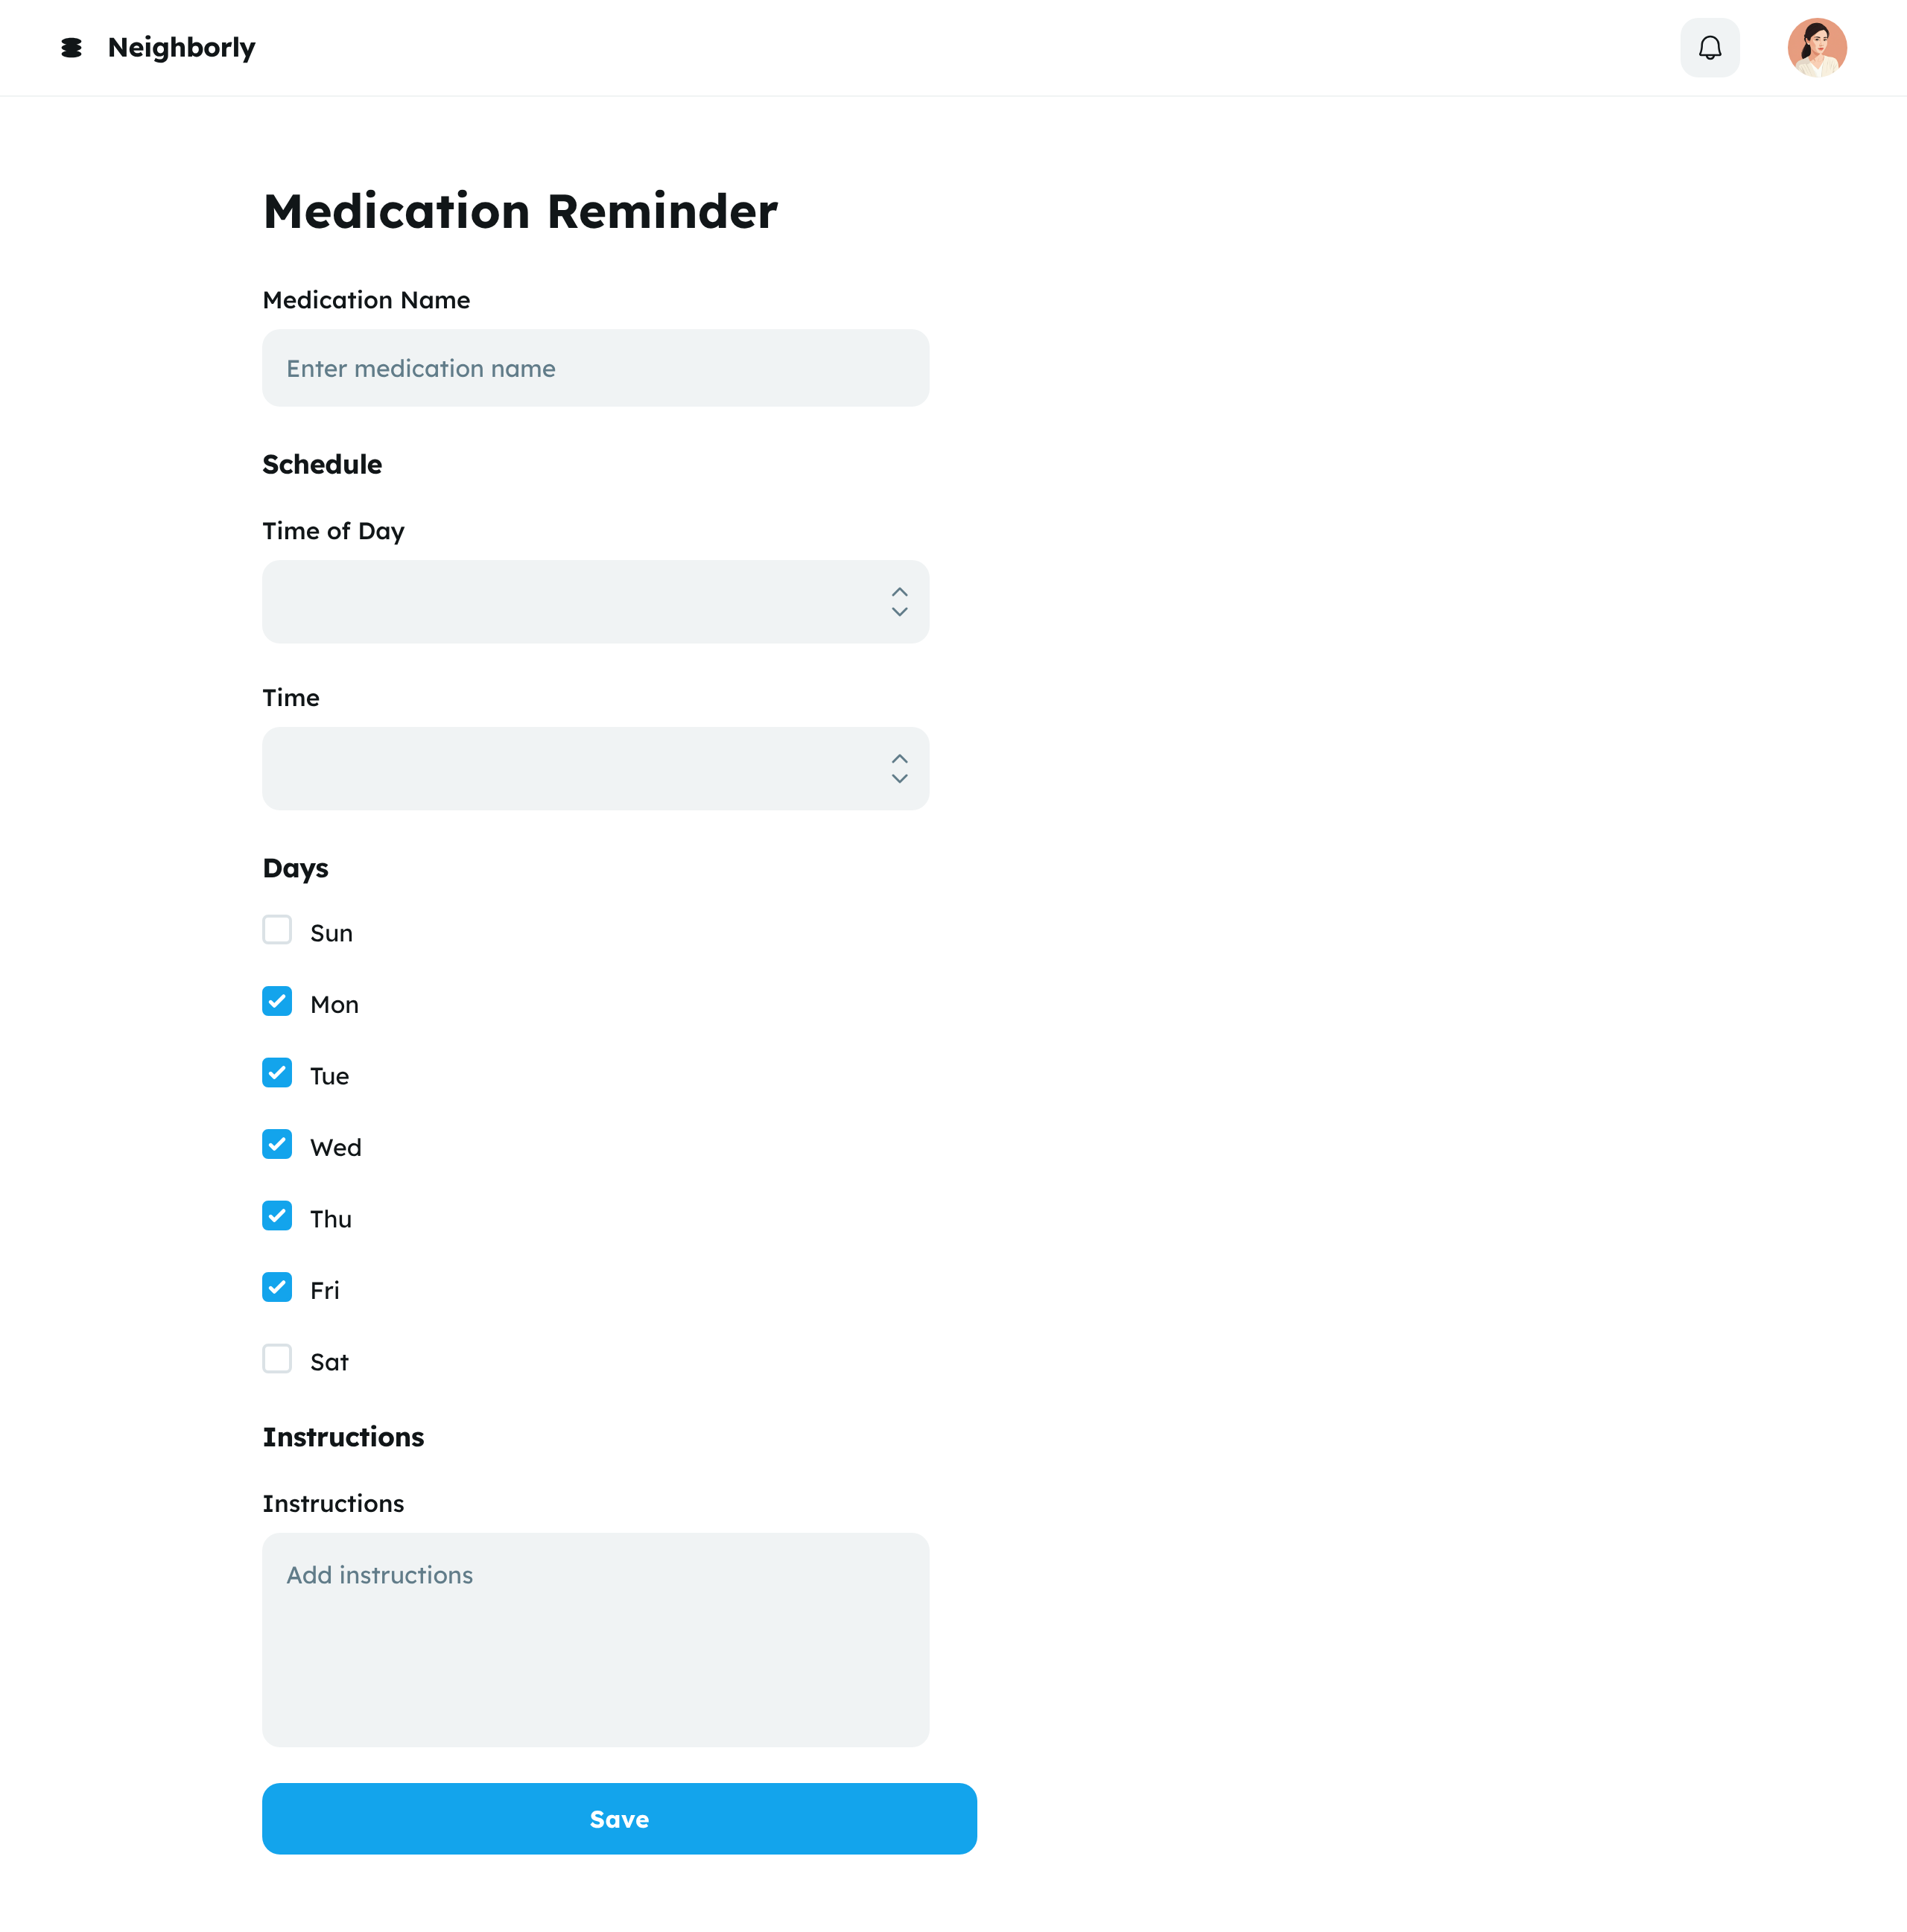 Neighborly
Medication Reminder
Medication Name
Enter medication name
Schedule
Time of Day
Time
Days
Sun
Mon
Tue
Wed
Thu
Fri
Sat
Instructions
Instructions
Add instructions
Save